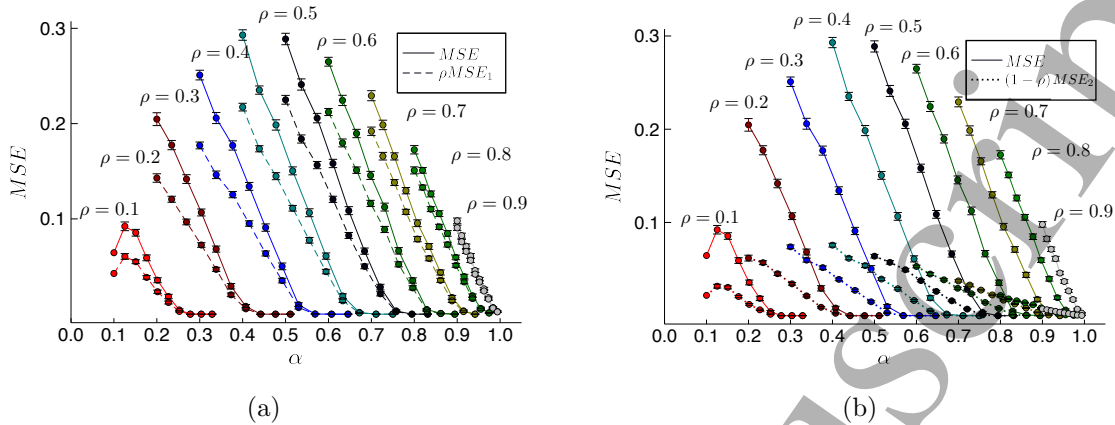 0.3
0.2
0.1
MSE
0.0 0.1 0.2 0.3 0.4 0.5 0.6 0.7 0.8 0.9 1.0
α
ρ = 0.1
ρ = 0.2
ρ = 0.3
ρ = 0.4
ρ = 0.5
ρ = 0.6
ρ = 0.7
ρ = 0.8
ρ = 0.9
MSE
ρMSE₁
(a)
0.3
0.2
0.1
MSE
0.0 0.1 0.2 0.3 0.4 0.5 0.6 0.7 0.8 0.9 1.0
α
ρ = 0.1
ρ = 0.2
ρ = 0.3
ρ = 0.4
ρ = 0.5
ρ = 0.6
ρ = 0.7
ρ = 0.8
ρ = 0.9
MSE
(1 − ρ)MSE₂
(b)